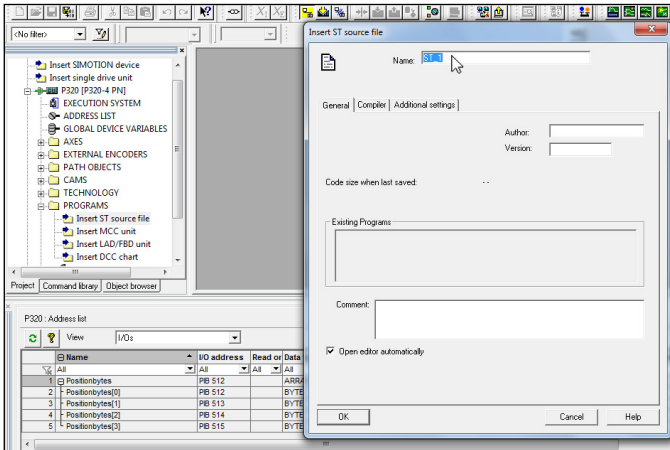 <No filter>
Insert SIMOTION device
Insert single drive unit
P320 [P320-4 PN]
EXECUTION SYSTEM
ADDRESS LIST
GLOBAL DEVICE VARIABLES
AXES
EXTERNAL ENCODERS
PATH OBJECTS
CAMS
TECHNOLOGY
PROGRAMS
Insert ST source file
Insert MCC unit
Insert LAD/FBD unit
Insert DCC chart
Project Command library Object browser
Insert ST source file
Name: ST_1
General Compiler Additional settings
Author:
Version:
Code size when last saved: - -
Existing Programs
Comment:
Open editor automatically
OK Cancel Help
P320 : Address list
View I/Os
Name I/O address Read or Data
All All All All
1 Positionbytes PIB 512 ARRA
2 Positionbytes[0] PIB 512 BYTE
3 Positionbytes[1] PIB 513 BYTE
4 Positionbytes[2] PIB 514 BYTE
5 Positionbytes[3] PIB 515 BYTE